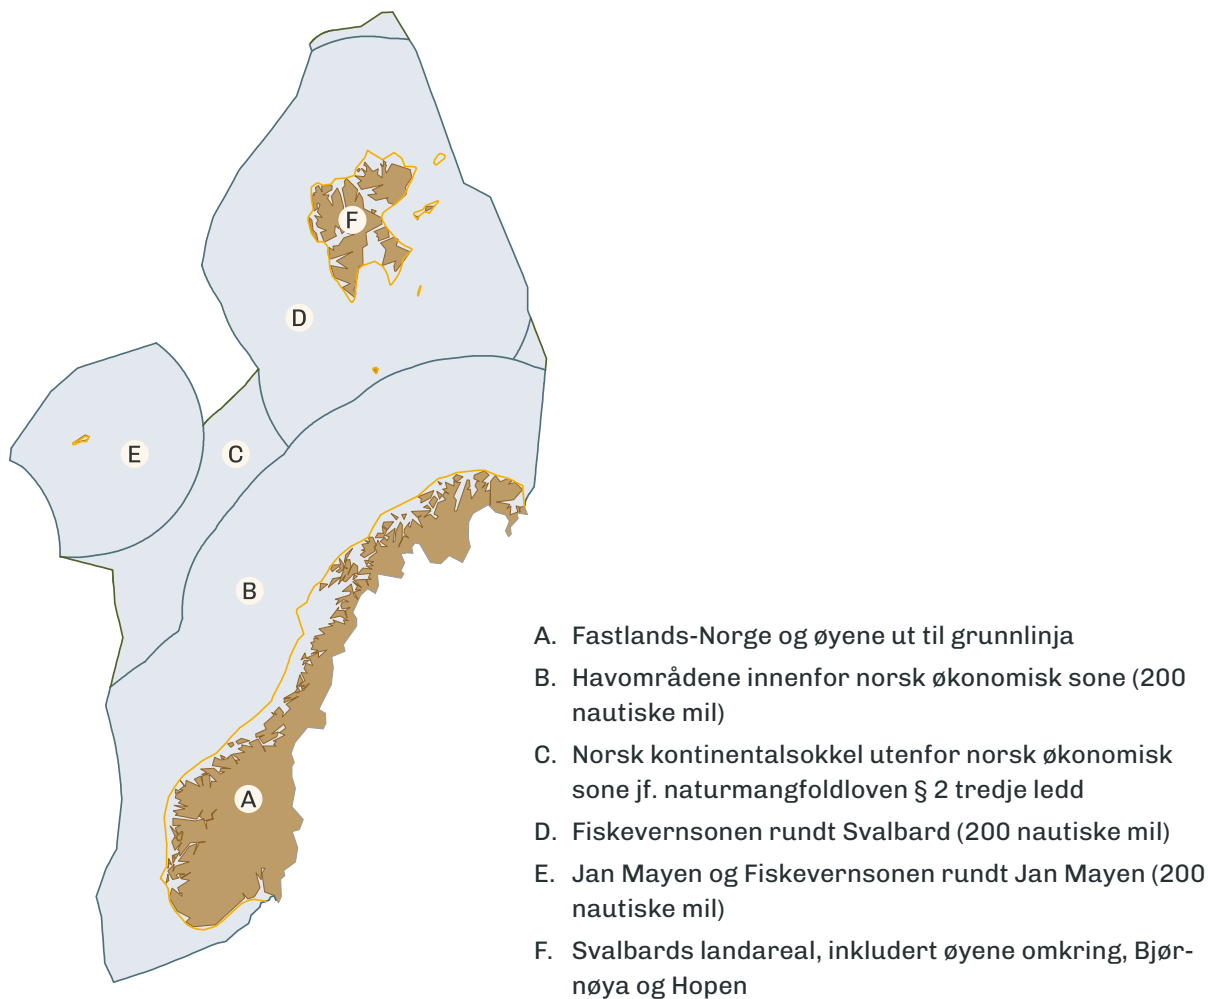 F
D
E
C
B
A
A. Fastlands-Norge og øyene ut til grunnlinja
B. Havområdene innenfor norsk økonomisk sone (200
nautiske mil)
C. Norsk kontinentalsokkel utenfor norsk økonomisk
sone jf. naturmangfoldloven § 2 tredje ledd
D. Fiskevernsonen rundt Svalbard (200 nautiske mil)
E. Jan Mayen og Fiskevernsonen rundt Jan Mayen (200
nautiske mil)
F. Svalbards landareal, inkludert øyene omkring, Bjør-
nøya og Hopen